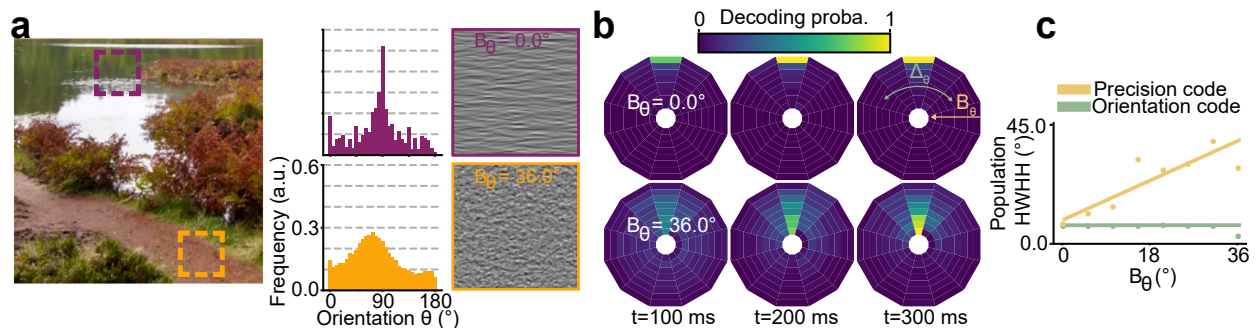 a
0.6
0.3
0.0
Frequency (a.u.)
0
90
180
Orientation θ (°)
Bθ = 0.0°
Bθ = 36.0°
b
0
Decoding proba.
1
Bθ = 0.0°
Δθ
Bθ
Bθ = 36.0°
t=100 ms
t=200 ms
t=300 ms
c
Precision code
Orientation code
45.0
0.0
Population
HWHH (°)
0
18
36
Bθ (°)